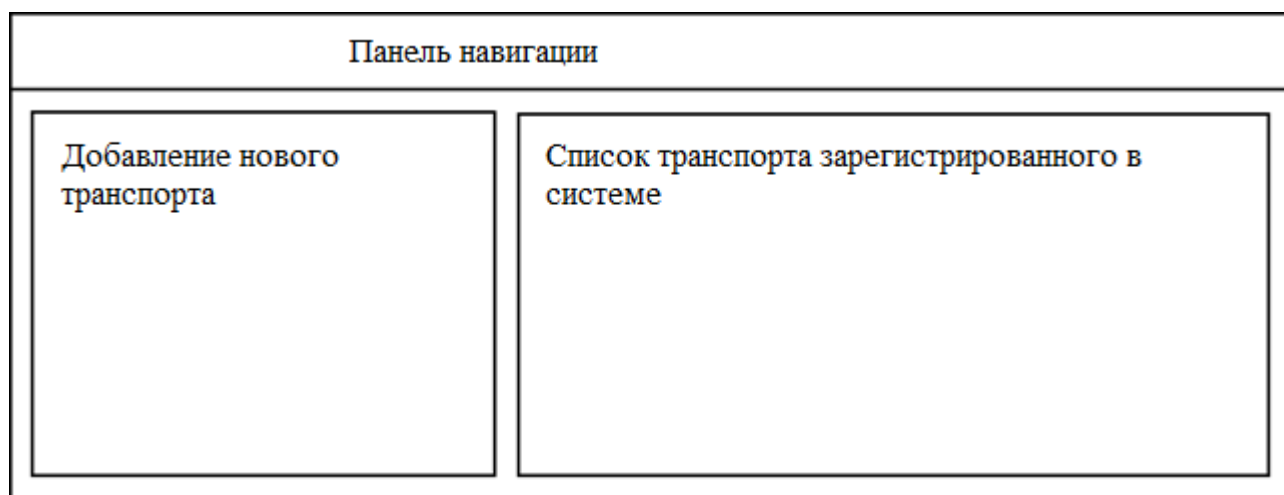 Панель навигации
Добавление нового
транспорта
Список транспорта зарегистрированного в
системе